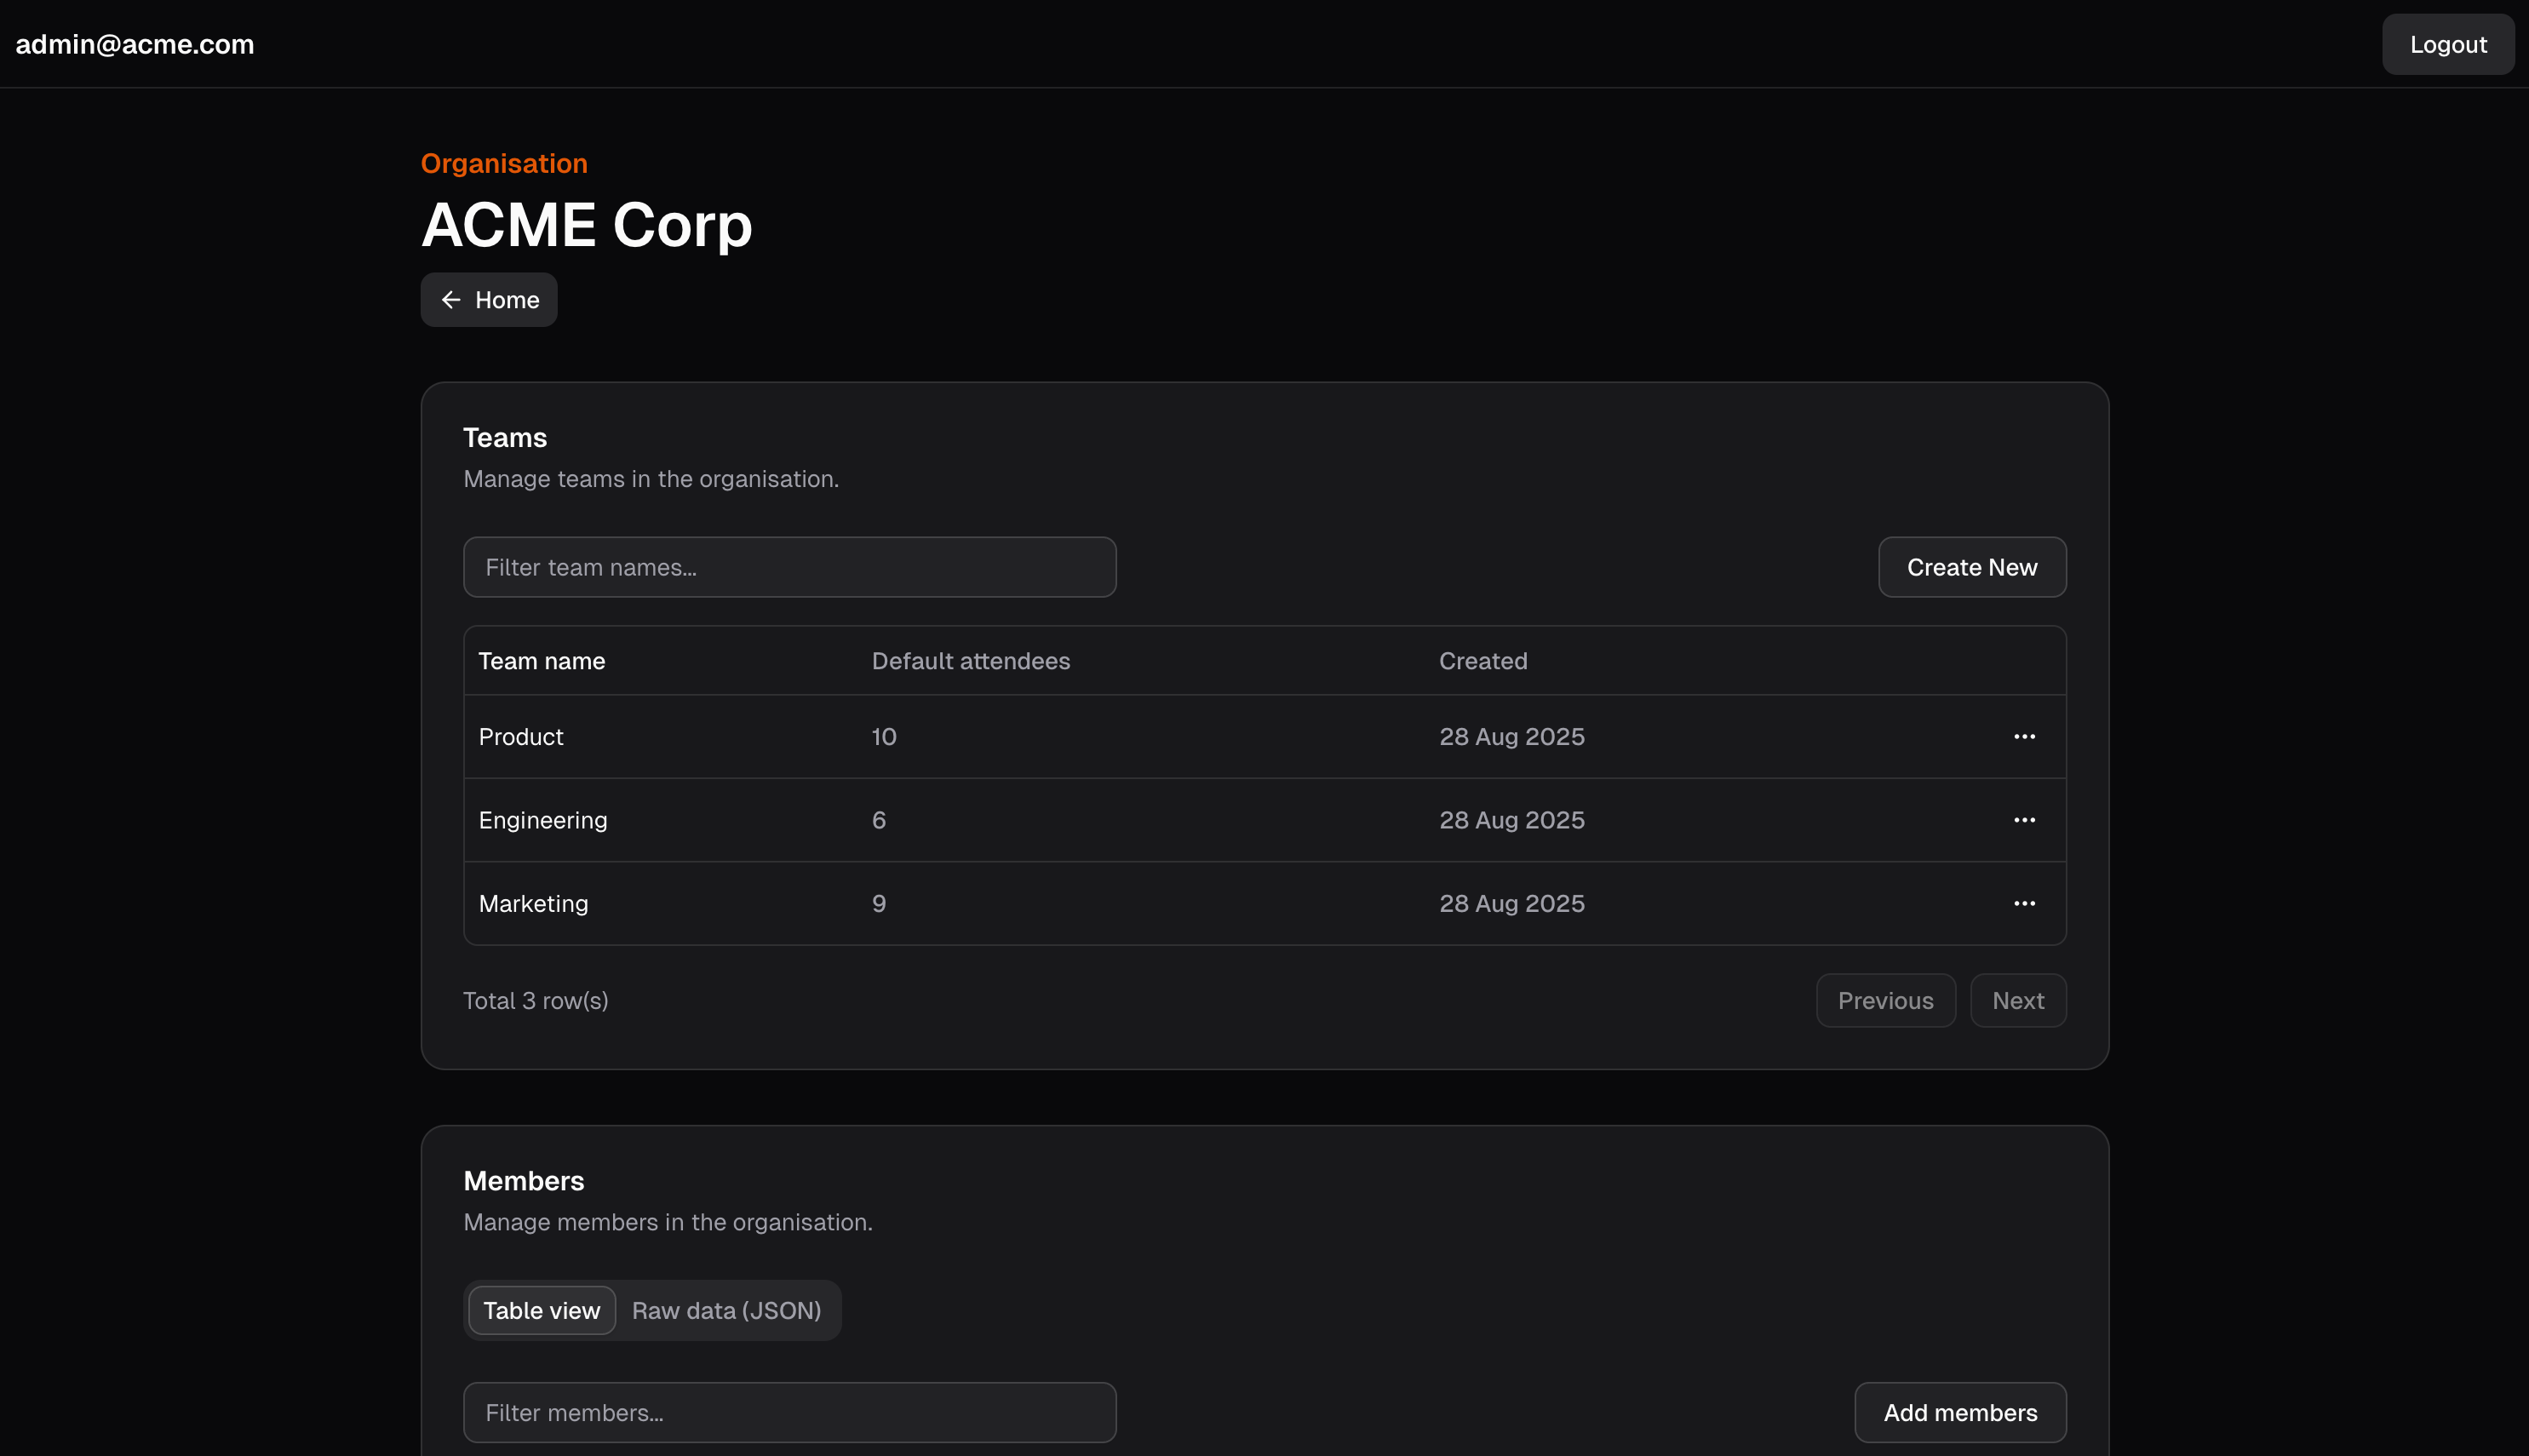 admin@acme.com
Logout
Organisation
ACME Corp
Home
Teams
Manage teams in the organisation.
Filter team names...
Create New
Team name Default attendees Created
Product 10 28 Aug 2025
Engineering 6 28 Aug 2025
Marketing 9 28 Aug 2025
Total 3 row(s)
Previous
Next
Members
Manage members in the organisation.
Table view
Raw data (JSON)
Filter members...
Add members